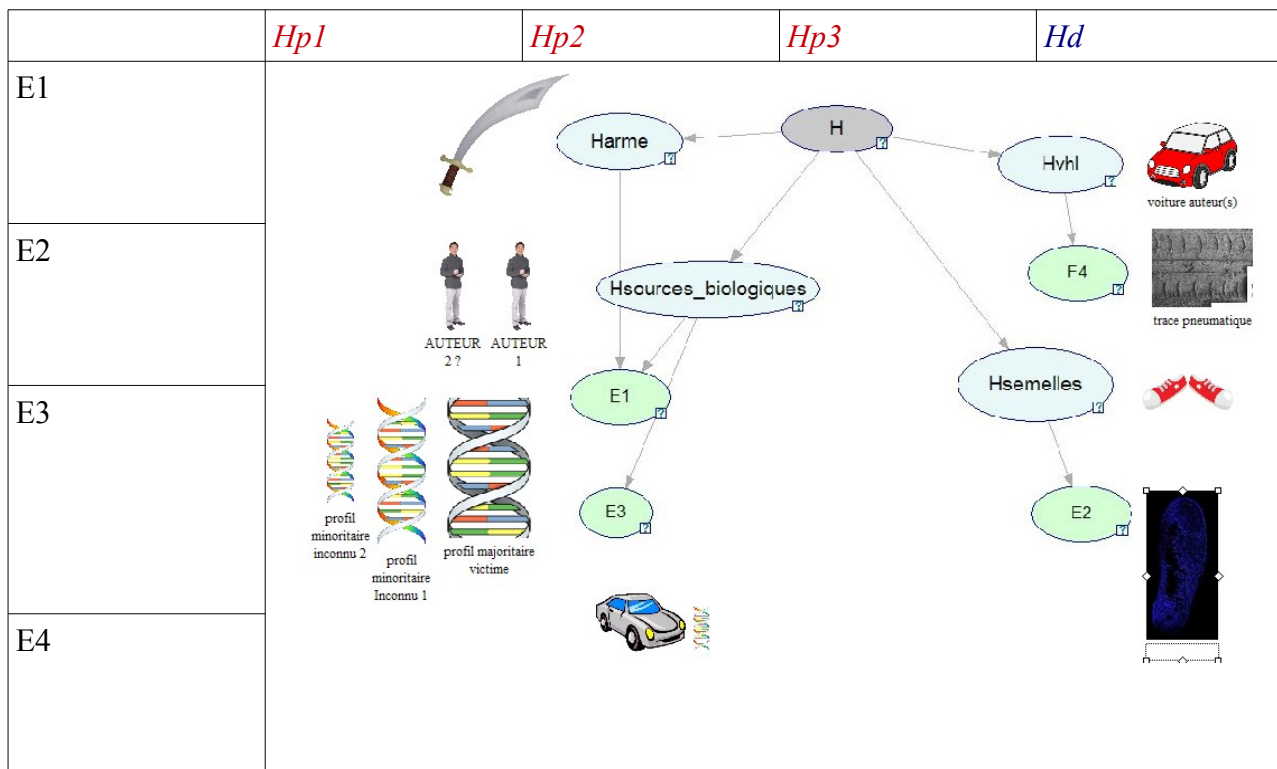 Hp1
Hp2
Hp3
Hd
E1
Harme
H
Hvhl
voiture auteur(s)
E2
Hsources_biologiques
F4
trace pneumatique
AUTEUR
2 ?
AUTEUR
1
E3
E1
Hsemelles
profil
minoritaire
inconnu 2
profil
minoritaire
Inconnu 1
profil majoritaire
victime
E3
E2
E4